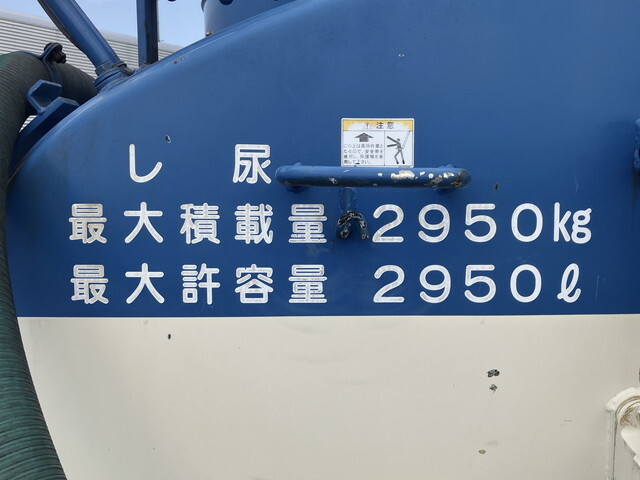 ! 注意
し尿
最大積載量 2950kg
最大許容量 2950ℓ